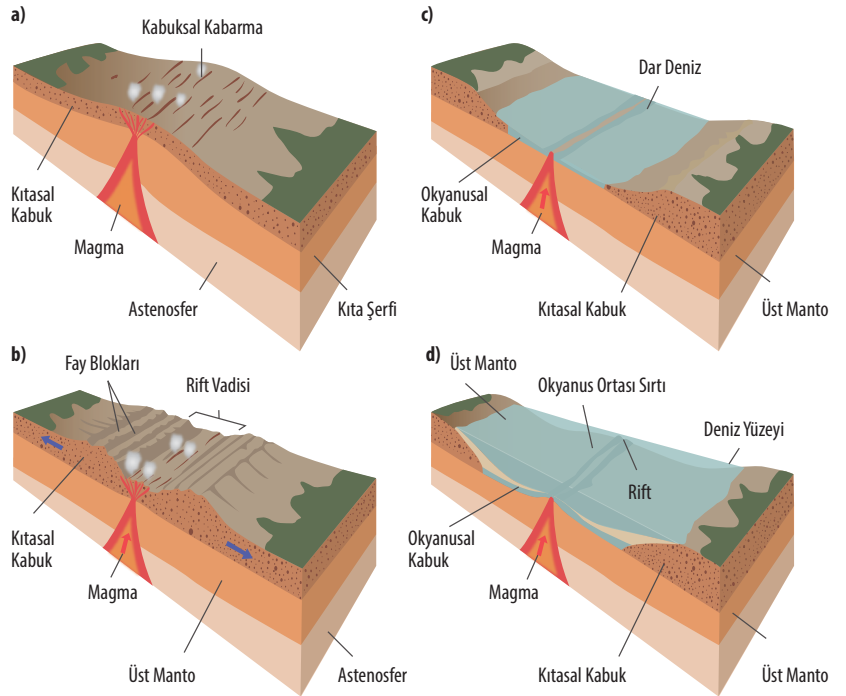 a)
Kabuksal Kabarma
Kıtasal
Kabuk
Magma
Astenosfer
Kıta Şerfi
b)
Fay Blokları
Rift Vadisi
Kıtasal
Kabuk
Magma
Üst Manto
Astenosfer
c)
Dar Deniz
Okyanusal
Kabuk
Magma
Kıtasal Kabuk
Üst Manto
d)
Üst Manto
Okyanus Ortası Sırtı
Deniz Yüzeyi
Rift
Okyanusal
Kabuk
Magma
Kıtasal Kabuk
Üst Manto